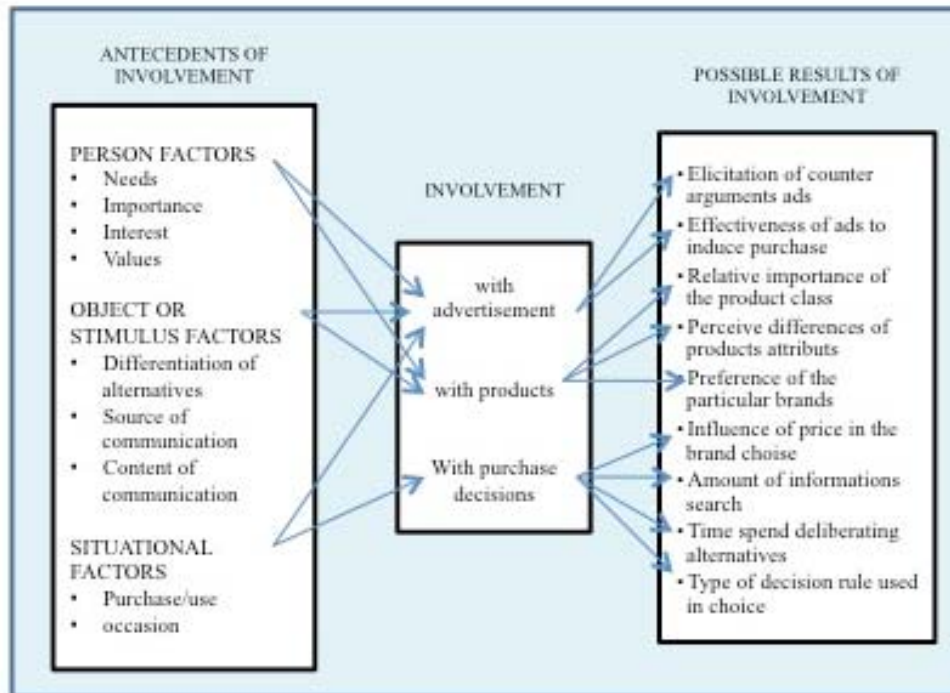 ANTECEDENTS OF
INVOLVEMENT
PERSON FACTORS
• Needs
• Importance
• Interest
• Values
OBJECT OR
STIMULUS FACTORS
• Differentiation of
alternatives
• Source of
communication
• Content of
communication
SITUATIONAL
FACTORS
• Purchase/use
• occasion
INVOLVEMENT
with
advertisement
with products
With purchase
decisions
POSSIBLE RESULTS OF
INVOLVEMENT
• Elicitation of counter
arguments ads
• Effectiveness of ads to
induce purchase
• Relative importance of
the product class
• Perceive differences of
products attributs
• Preference of the
particular brands
• Influence of price in the
brand choise
• Amount of informations
search
• Time spend deliberating
alternatives
• Type of decision rule used
in choice